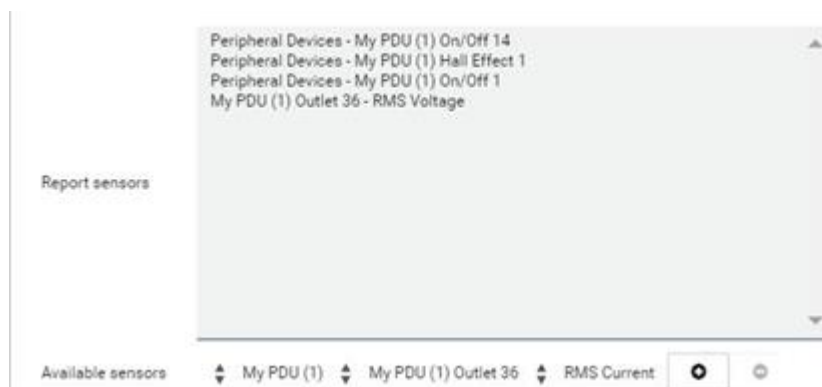 Peripheral Devices - My PDU (1) On/Off 14
Peripheral Devices - My PDU (1) Hall Effect 1
Peripheral Devices - My PDU (1) On/Off 1
My PDU (1) Outlet 36 - RMS Voltage
Report sensors
Available sensors My PDU (1) My PDU (1) Outlet 36 RMS Current